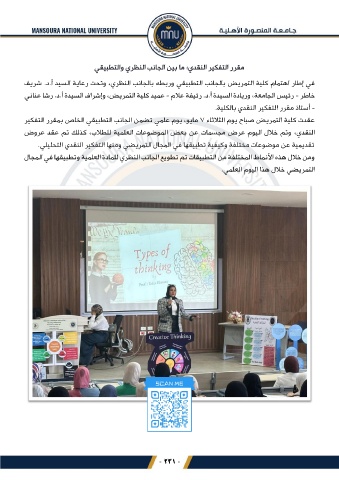 MANSOURA NATIONAL UNIVERSITY
جـامـعـة المنصـورة الأهـليـة
مقرر التفكير النقدي: ما بين الجانب النظري والتطبيقي
في إطار اهتمام كلية التمريض بالجانب التطبيقي وربطه بالجانب النظري، وتحت رعاية السيد أ.د. شريف
خاطر - رئيس الجامعة، وريادة السيدة أ.د. رئيفة علام - عميد كلية التمريض، وإشراف السيدة أ.د. رشا عناني
- أستاذ مقرر التفكير النقدي بالكلية.
عقدت كلية التمريض صباح يوم الثلاثاء ٧ مايو، يوم علمي تضمن الجانب التطبيقي الخاص بمقرر التفكير
النقدي، وتم خلال اليوم عرض مجسمات عن بعض الموضوعات العلمية للطلاب، كذلك تم عقد عروض
تقديمية عن موضوعات مختلفة وكيفية تطبيقها في المجال التمريضي ومنها التفكير النقدي التحليلي.
ومن خلال هذه الأنماط المختلفة من التطبيقات تم تطويع الجانب النظري للمادة العلمية وتطبيقها في المجال
التمريضي خلال هذا اليوم العلمي.
Types of
thinking
Creative Thinking
SCAN ME
- ٢٣١ -